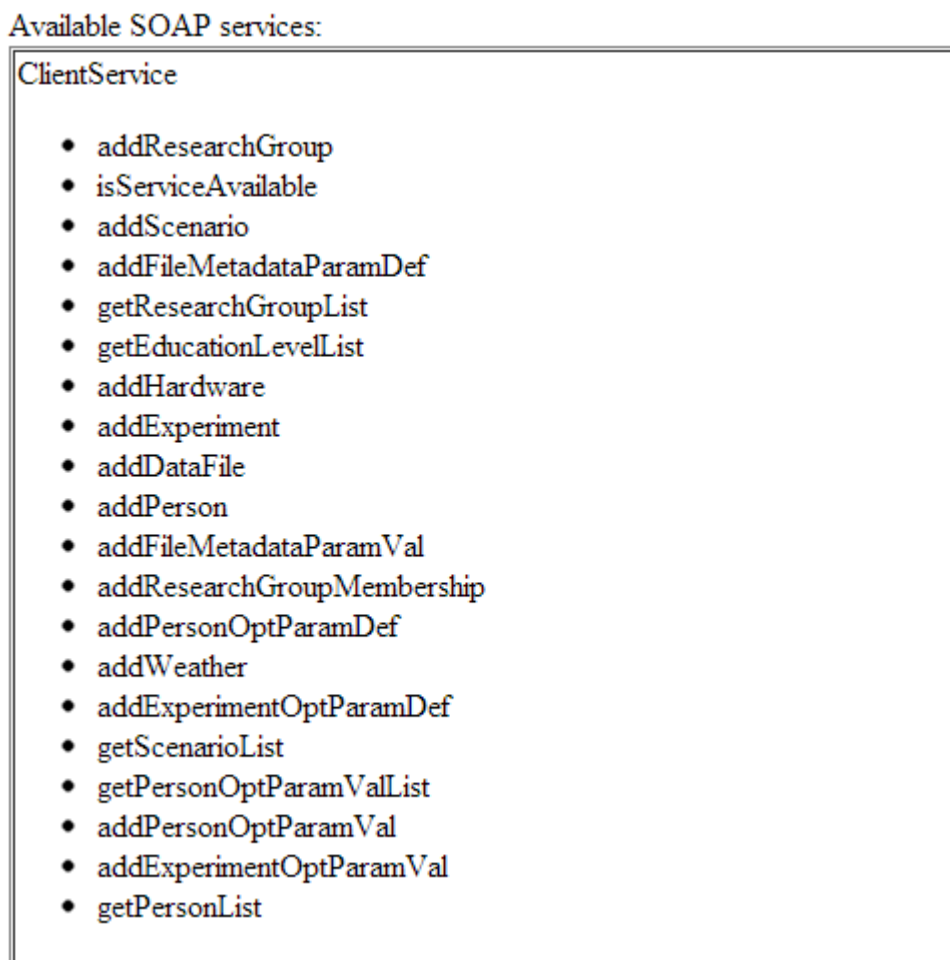 Available SOAP services:
ClientService
addResearchGroup
isServiceAvailable
addScenario
addFileMetadataParamDef
getResearchGroupList
getEducationLevelList
addHardware
addExperiment
addDataFile
addPerson
addFileMetadataParamVal
addResearchGroupMembership
addPersonOptParamDef
addWeather
addExperimentOptParamDef
getScenarioList
getPersonOptParamValList
addPersonOptParamVal
addExperimentOptParamVal
getPersonList